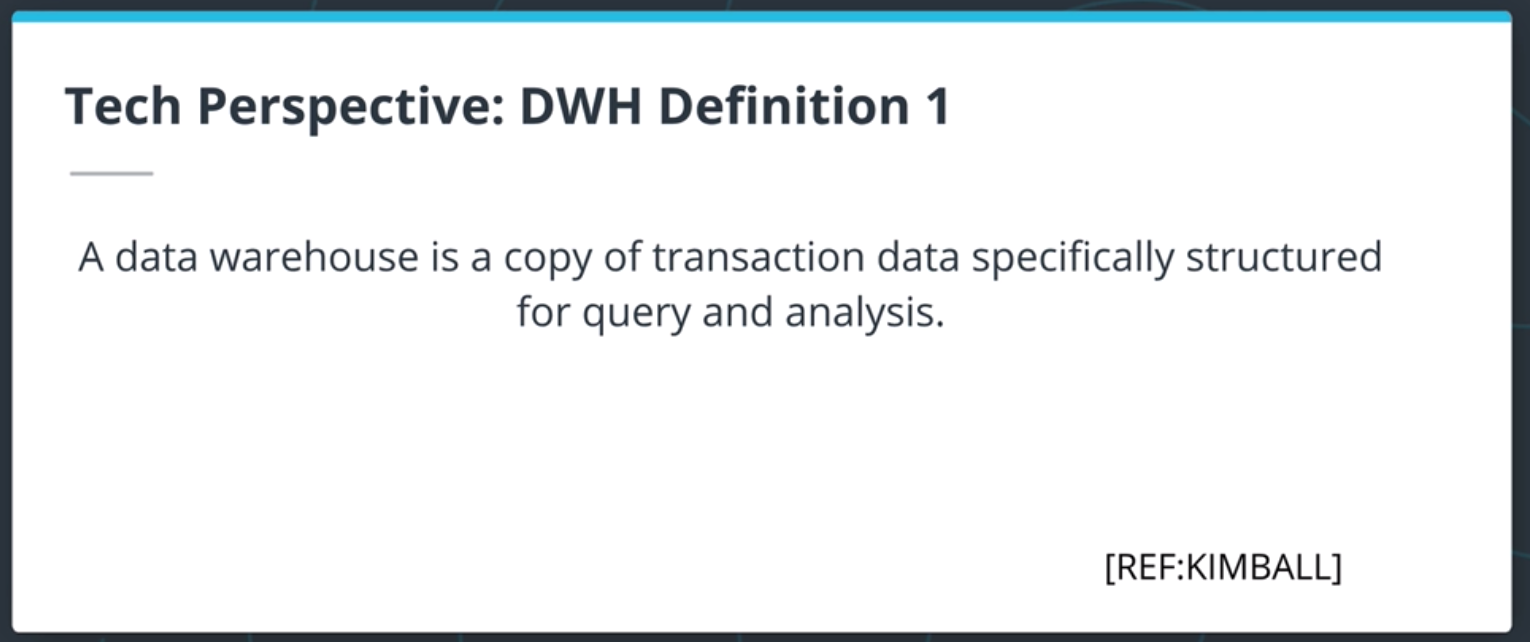 Tech Perspective: DWH Definition 1
A data warehouse is a copy of transaction data specifically structured
for query and analysis.
[REF:KIMBALL]